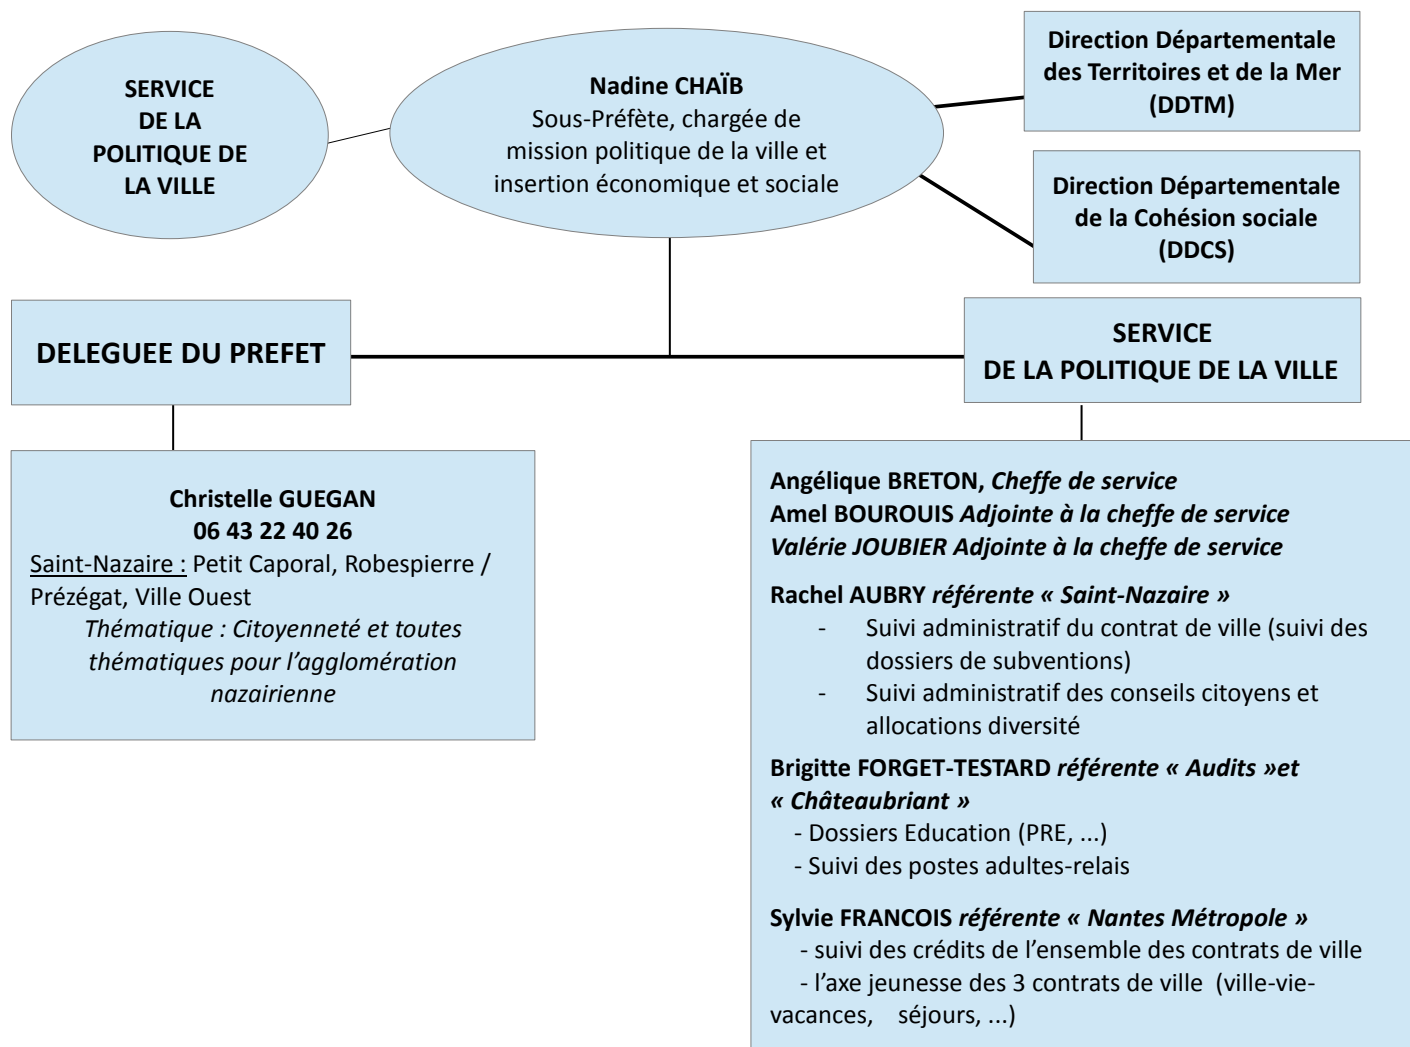 SERVICE
DE LA
POLITIQUE DE
LA VILLE
Nadine CHAÏB
Sous-Préfète, chargée de
mission politique de la ville et
insertion économique et sociale
Direction Départementale
des Territoires et de la Mer
(DDTM)
Direction Départementale
de la Cohésion sociale
(DDCS)
DELEGUEE DU PREFET
SERVICE
DE LA POLITIQUE DE LA VILLE
Christelle GUEGAN
06 43 22 40 26
Saint-Nazaire : Petit Caporal, Robespierre /
Prézégat, Ville Ouest
Thématique : Citoyenneté et toutes
thématiques pour l'agglomération
nazairienne
Angélique BRETON, Cheffe de service
Amel BOUROUIS Adjointe à la cheffe de service
Valérie JOUBIER Adjointe à la cheffe de service
Rachel AUBRY référente « Saint-Nazaire »
- Suivi administratif du contrat de ville (suivi des
dossiers de subventions)
- Suivi administratif des conseils citoyens et
allocations diversité
Brigitte FORGET-TESTARD référente « Audits »et
« Châteaubriant »
- Dossiers Education (PRE, ...)
- Suivi des postes adultes-relais
Sylvie FRANCOIS référente « Nantes Métropole »
- suivi des crédits de l'ensemble des contrats de ville
- l'axe jeunesse des 3 contrats de ville (ville-vie-
vacances, séjours, ...)